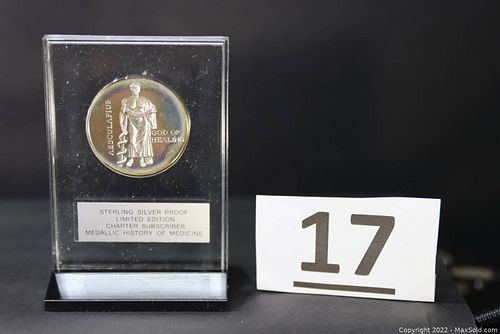 AESCULAPIUS
GOD OF
HEALING
STERLING SILVER PROOF
LIMITED EDITION
CHARTER SUBSCRIBER
MEDALLIC HISTORY OF MEDICINE
17
Copyright 2022 - MaxSold.com